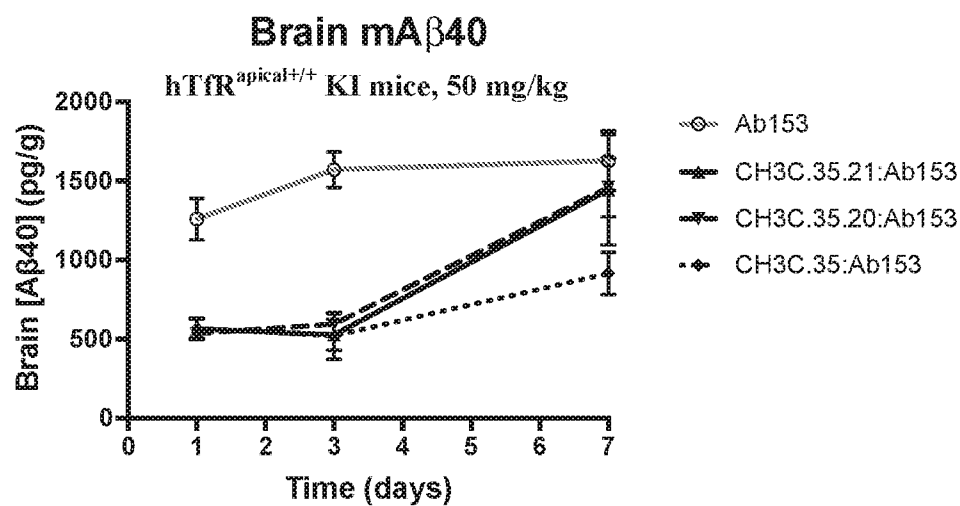 Brain mAβ40
hTfR^apical+/+ KI mice, 50 mg/kg
Brain [Aβ40] (pg/g)
2000
1500
1000
500
0
0 1 2 3 4 5 6 7
Time (days)
Ab153
CH3C.35.21:Ab153
CH3C.35.20:Ab153
CH3C.35:Ab153